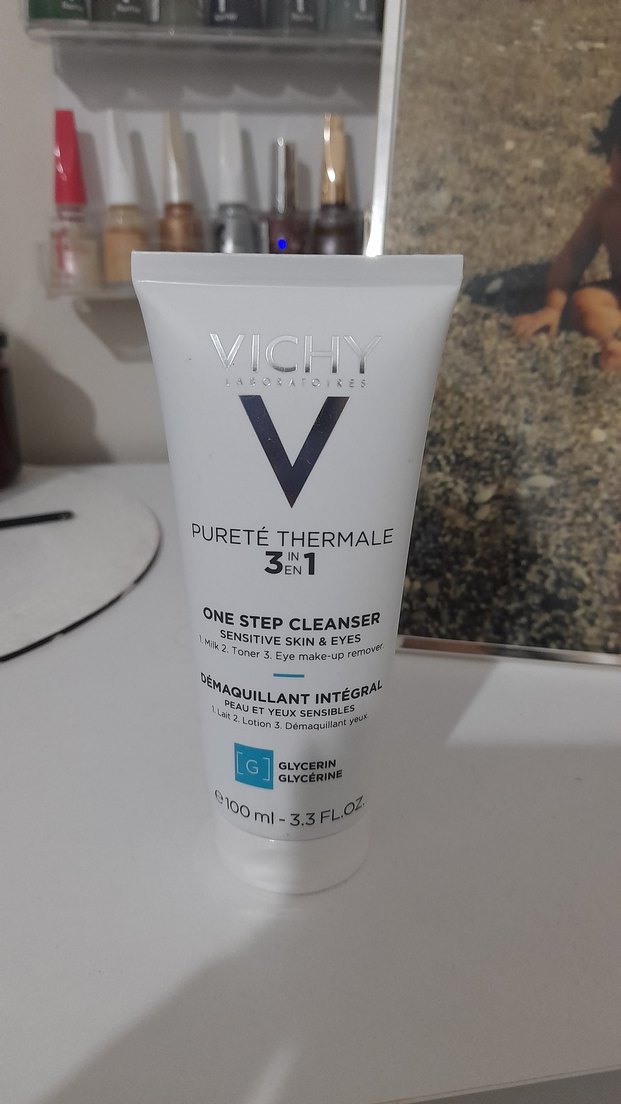 VICHY
LABORATOIRES
V
PURETÉ THERMALE
3 IN EN 1
ONE STEP CLEANSER
SENSITIVE SKIN & EYES
1. Milk 2. Toner 3. Eye make-up remover.
DÉMAQUILLANT INTÉGRAL
PEAU ET YEUX SENSIBLES
1. Lait 2. Lotion 3. Démaquillant yeux.
[G] GLYCERIN
GLYCÉRINE
℮100 ml - 3.3 FL.OZ.